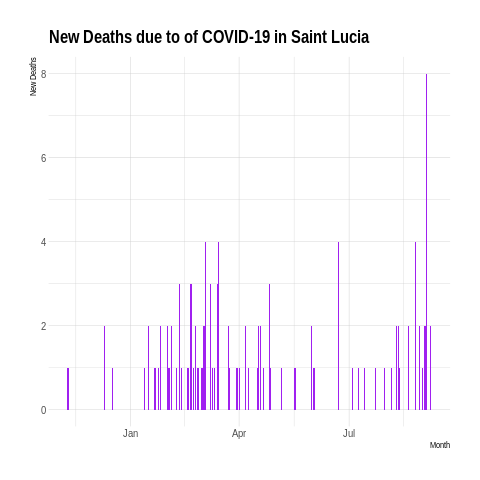 New Deaths due to of COVID-19 in Saint Lucia
New Deaths
8
6
4
2
0
Jan Apr Jul
Month